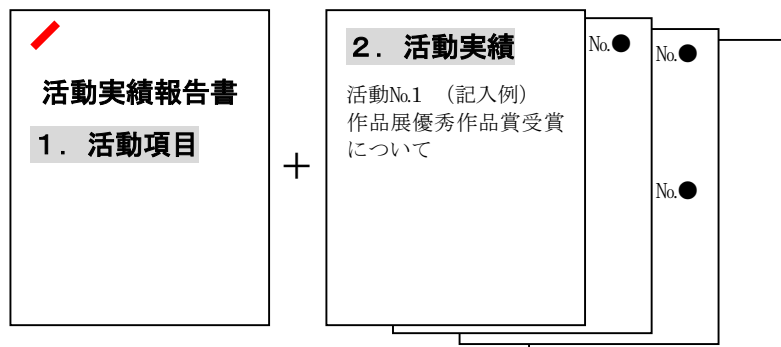 活動実績報告書
１．活動項目
＋
２．活動実績
活動№1　（記入例）
作品展優秀作品賞受賞
について
№●
№●
№●